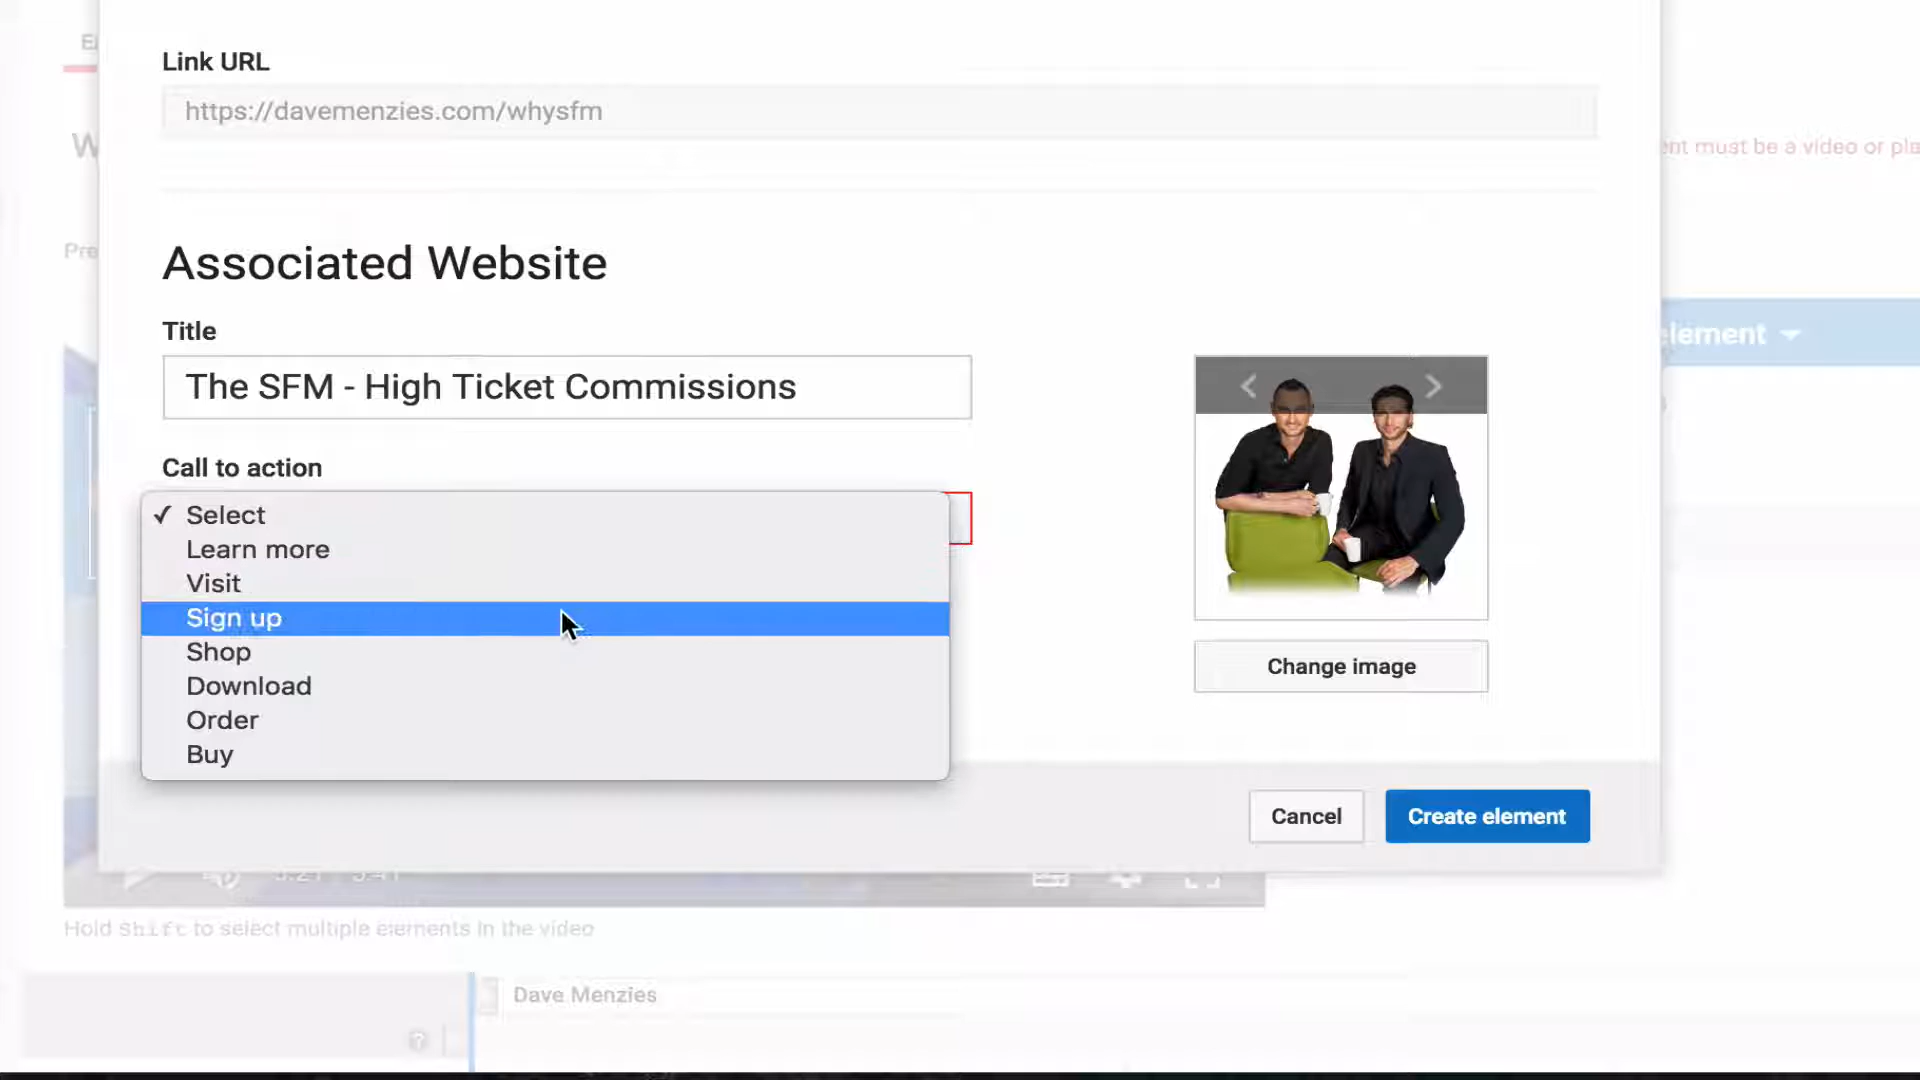 Link URL
https://davemenzies.com/whysfm
ent must be a video or pla
Associated Website
Title
The SFM - High Ticket Commissions
element
Call to action
✓ Select
Learn more
Visit
Sign up
Shop
Download
Order
Buy
Change image
Cancel
Create element
Hold Shift to select multiple elements in the video
Dave Menzies
?